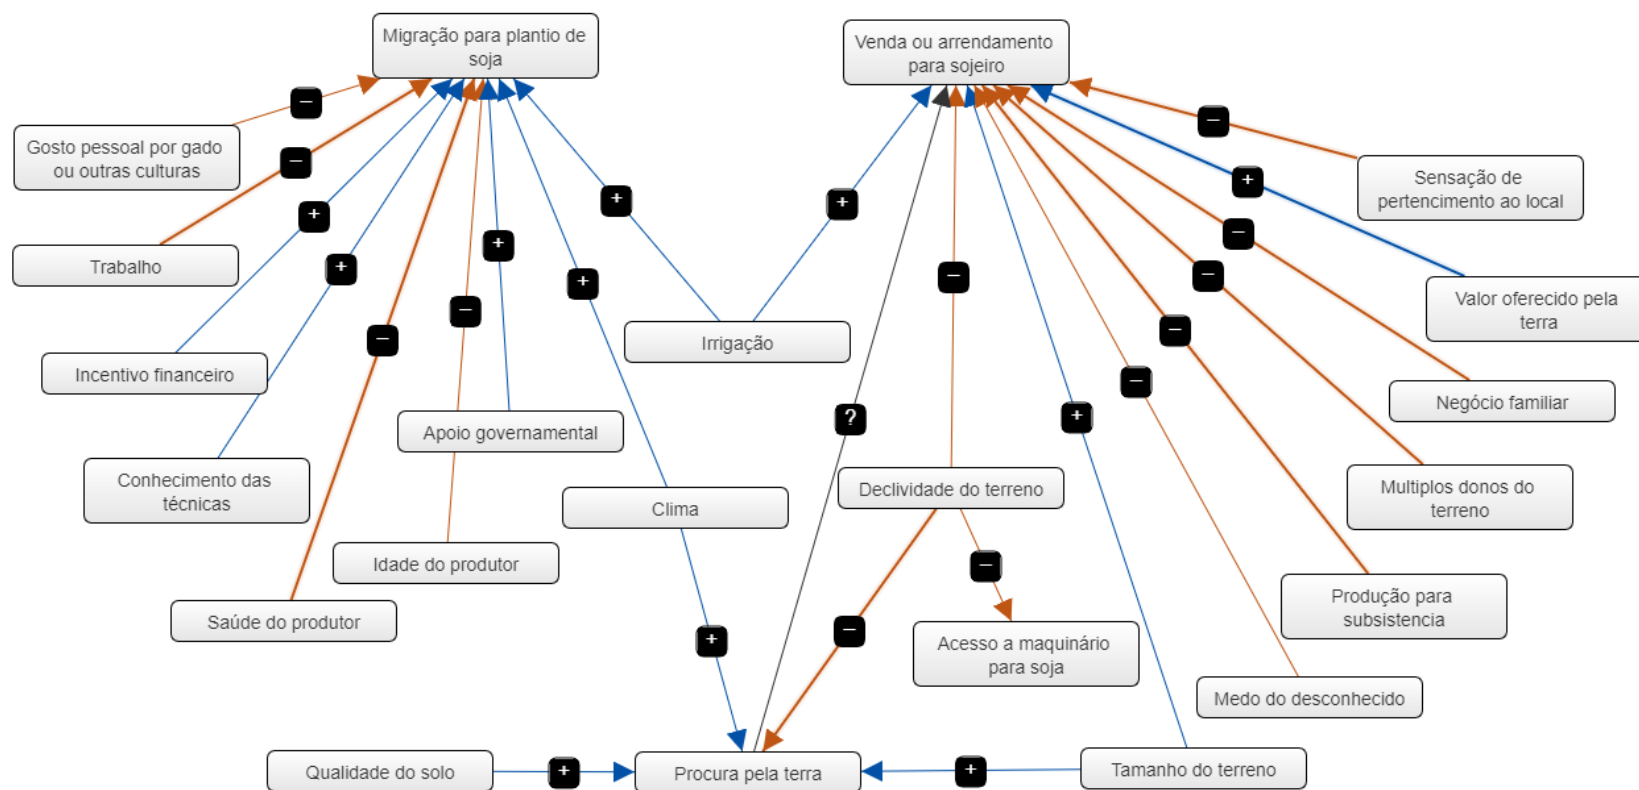 Migração para plantio de
soja
Venda ou arrendamento
para sojeiro
–
Gosto pessoal por gado
ou outras culturas
–
–
Sensação de
pertencimento ao local
+
+
+
+
–
Trabalho
+
+
–
+
–
Valor oferecido pela
terra
–
–
–
Irrigação
Incentivo financeiro
–
Negócio familiar
?
+
Apoio governamental
Conhecimento das
técnicas
Clima
Declividade do terreno
Multiplos donos do
terreno
Idade do produtor
–
Produção para
subsistencia
Saúde do produtor
+
–
Acesso a maquinário
para soja
Medo do desconhecido
Qualidade do solo
+
Procura pela terra
+
Tamanho do terreno